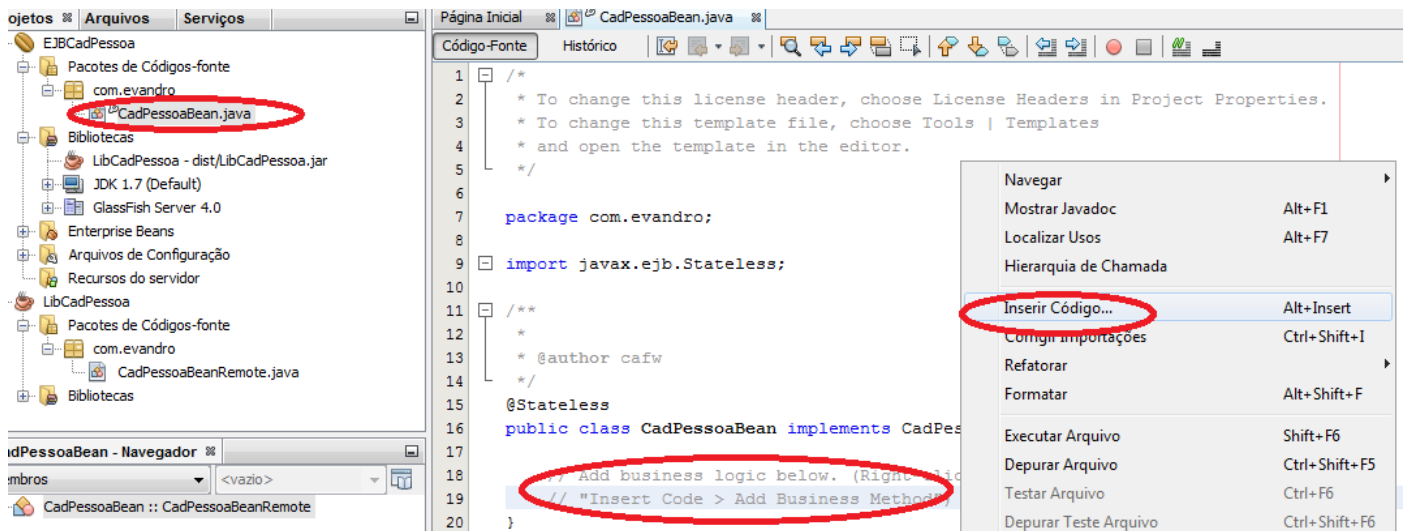 ojetos Arquivos Serviços
EJBCadPessoa
Pacotes de Códigos-fonte
com.evandro
CadPessoaBean.java
Bibliotecas
LibCadPessoa - dist/LibCadPessoa.jar
JDK 1.7 (Default)
GlassFish Server 4.0
Enterprise Beans
Arquivos de Configuração
Recursos do servidor
LibCadPessoa
Pacotes de Códigos-fonte
com.evandro
CadPessoaBeanRemote.java
Bibliotecas
adPessoaBean - Navegador
embros <vazio>
CadPessoaBean :: CadPessoaBeanRemote
Página Inicial CadPessoaBean.java
Código-Fonte Histórico
1 /*
2 * To change this license header, choose License Headers in Project Properties.
3 * To change this template file, choose Tools | Templates
4 * and open the template in the editor.
5 */
6
7 package com.evandro;
8
9 import javax.ejb.Stateless;
10
11 /**
12 *
13 * @author cafw
14 */
15 @Stateless
16 public class CadPessoaBean implements CadPes
17
18 // Add business logic below. (Right-clic
19 // "Insert Code > Add Business Method")
20 }
Navegar
Mostrar Javadoc Alt+F1
Localizar Usos Alt+F7
Hierarquia de Chamada
Inserir Código... Alt+Insert
Corrigir Importações Ctrl+Shift+I
Refatorar
Formatar Alt+Shift+F
Executar Arquivo Shift+F6
Depurar Arquivo Ctrl+Shift+F5
Testar Arquivo Ctrl+F6
Depurar Teste Arquivo Ctrl+Shift+F6